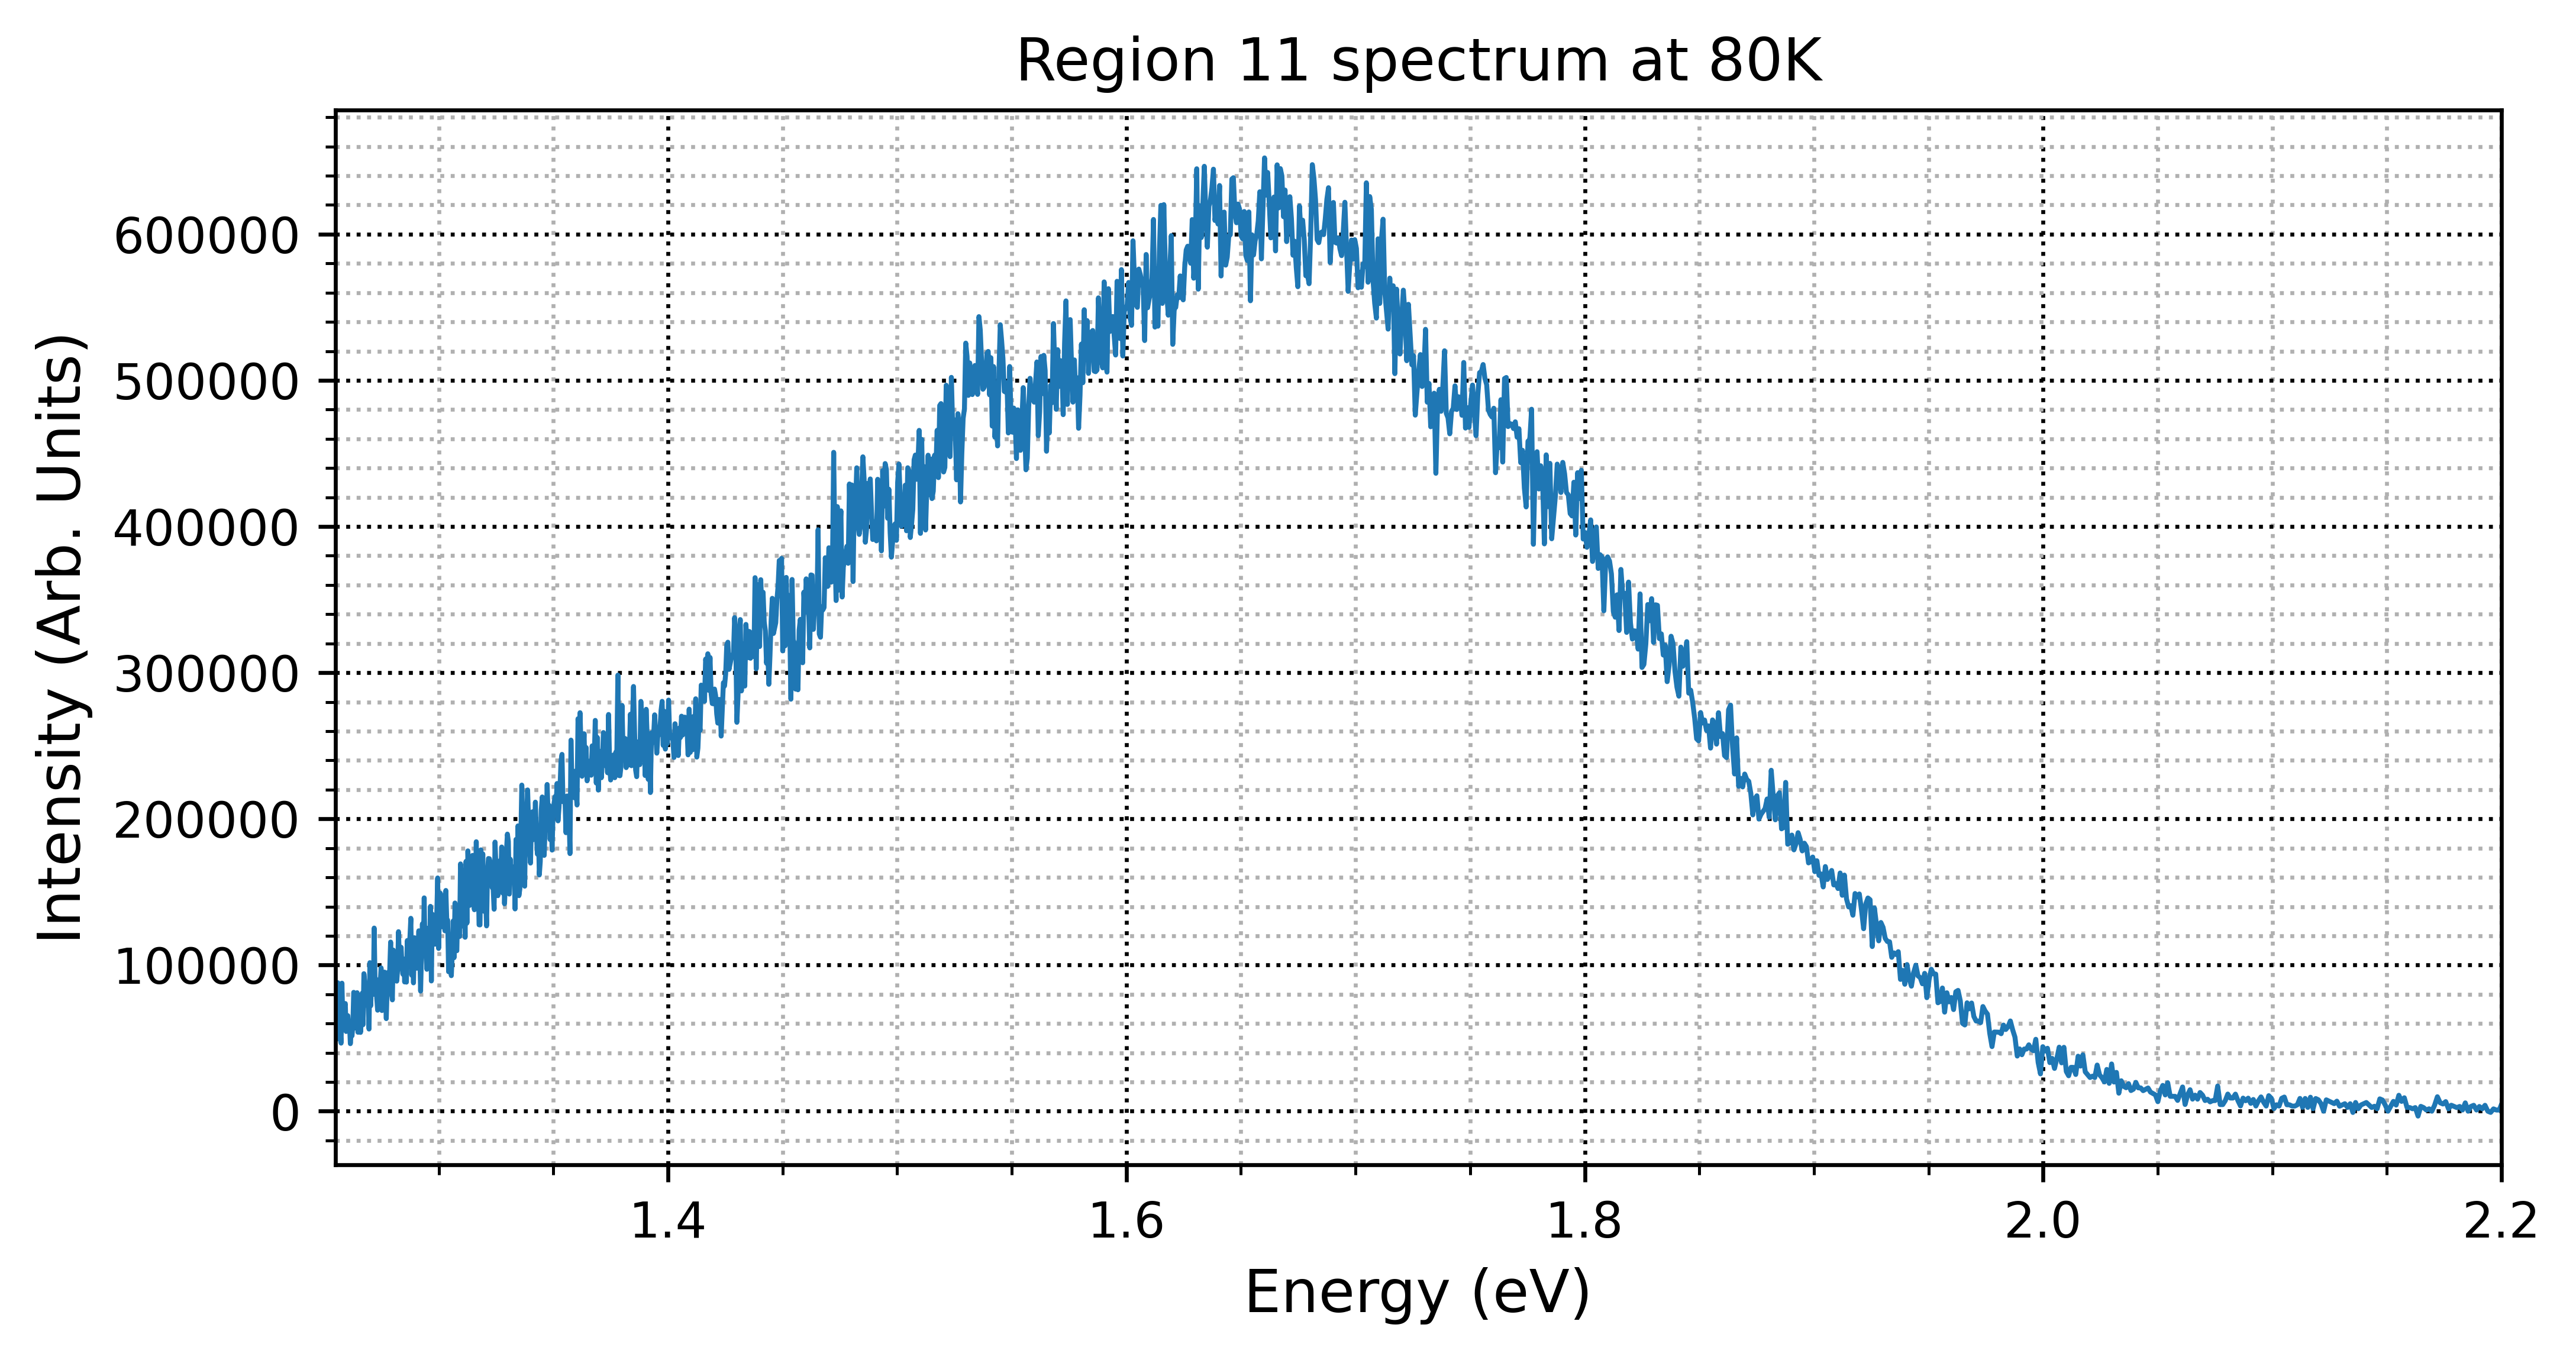 Region 11 spectrum at 80K
Intensity (Arb. Units)
600000
500000
400000
300000
200000
100000
0
1.4 1.6 1.8 2.0 2.2
Energy (eV)